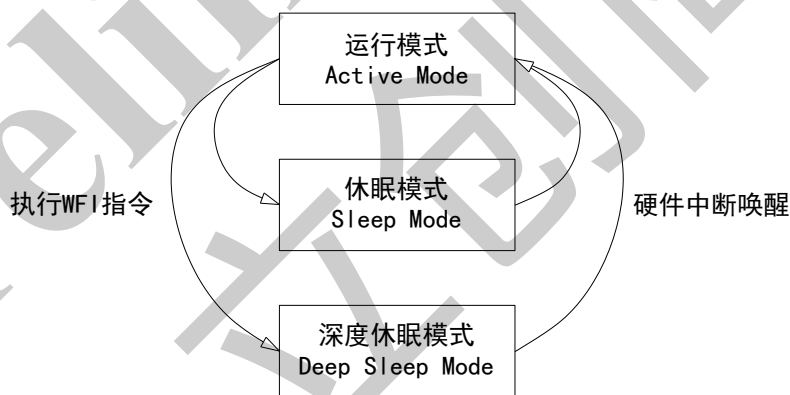 运行模式
Active Mode
休眠模式
Sleep Mode
执行WFI指令
硬件中断唤醒
深度休眠模式
Deep Sleep Mode